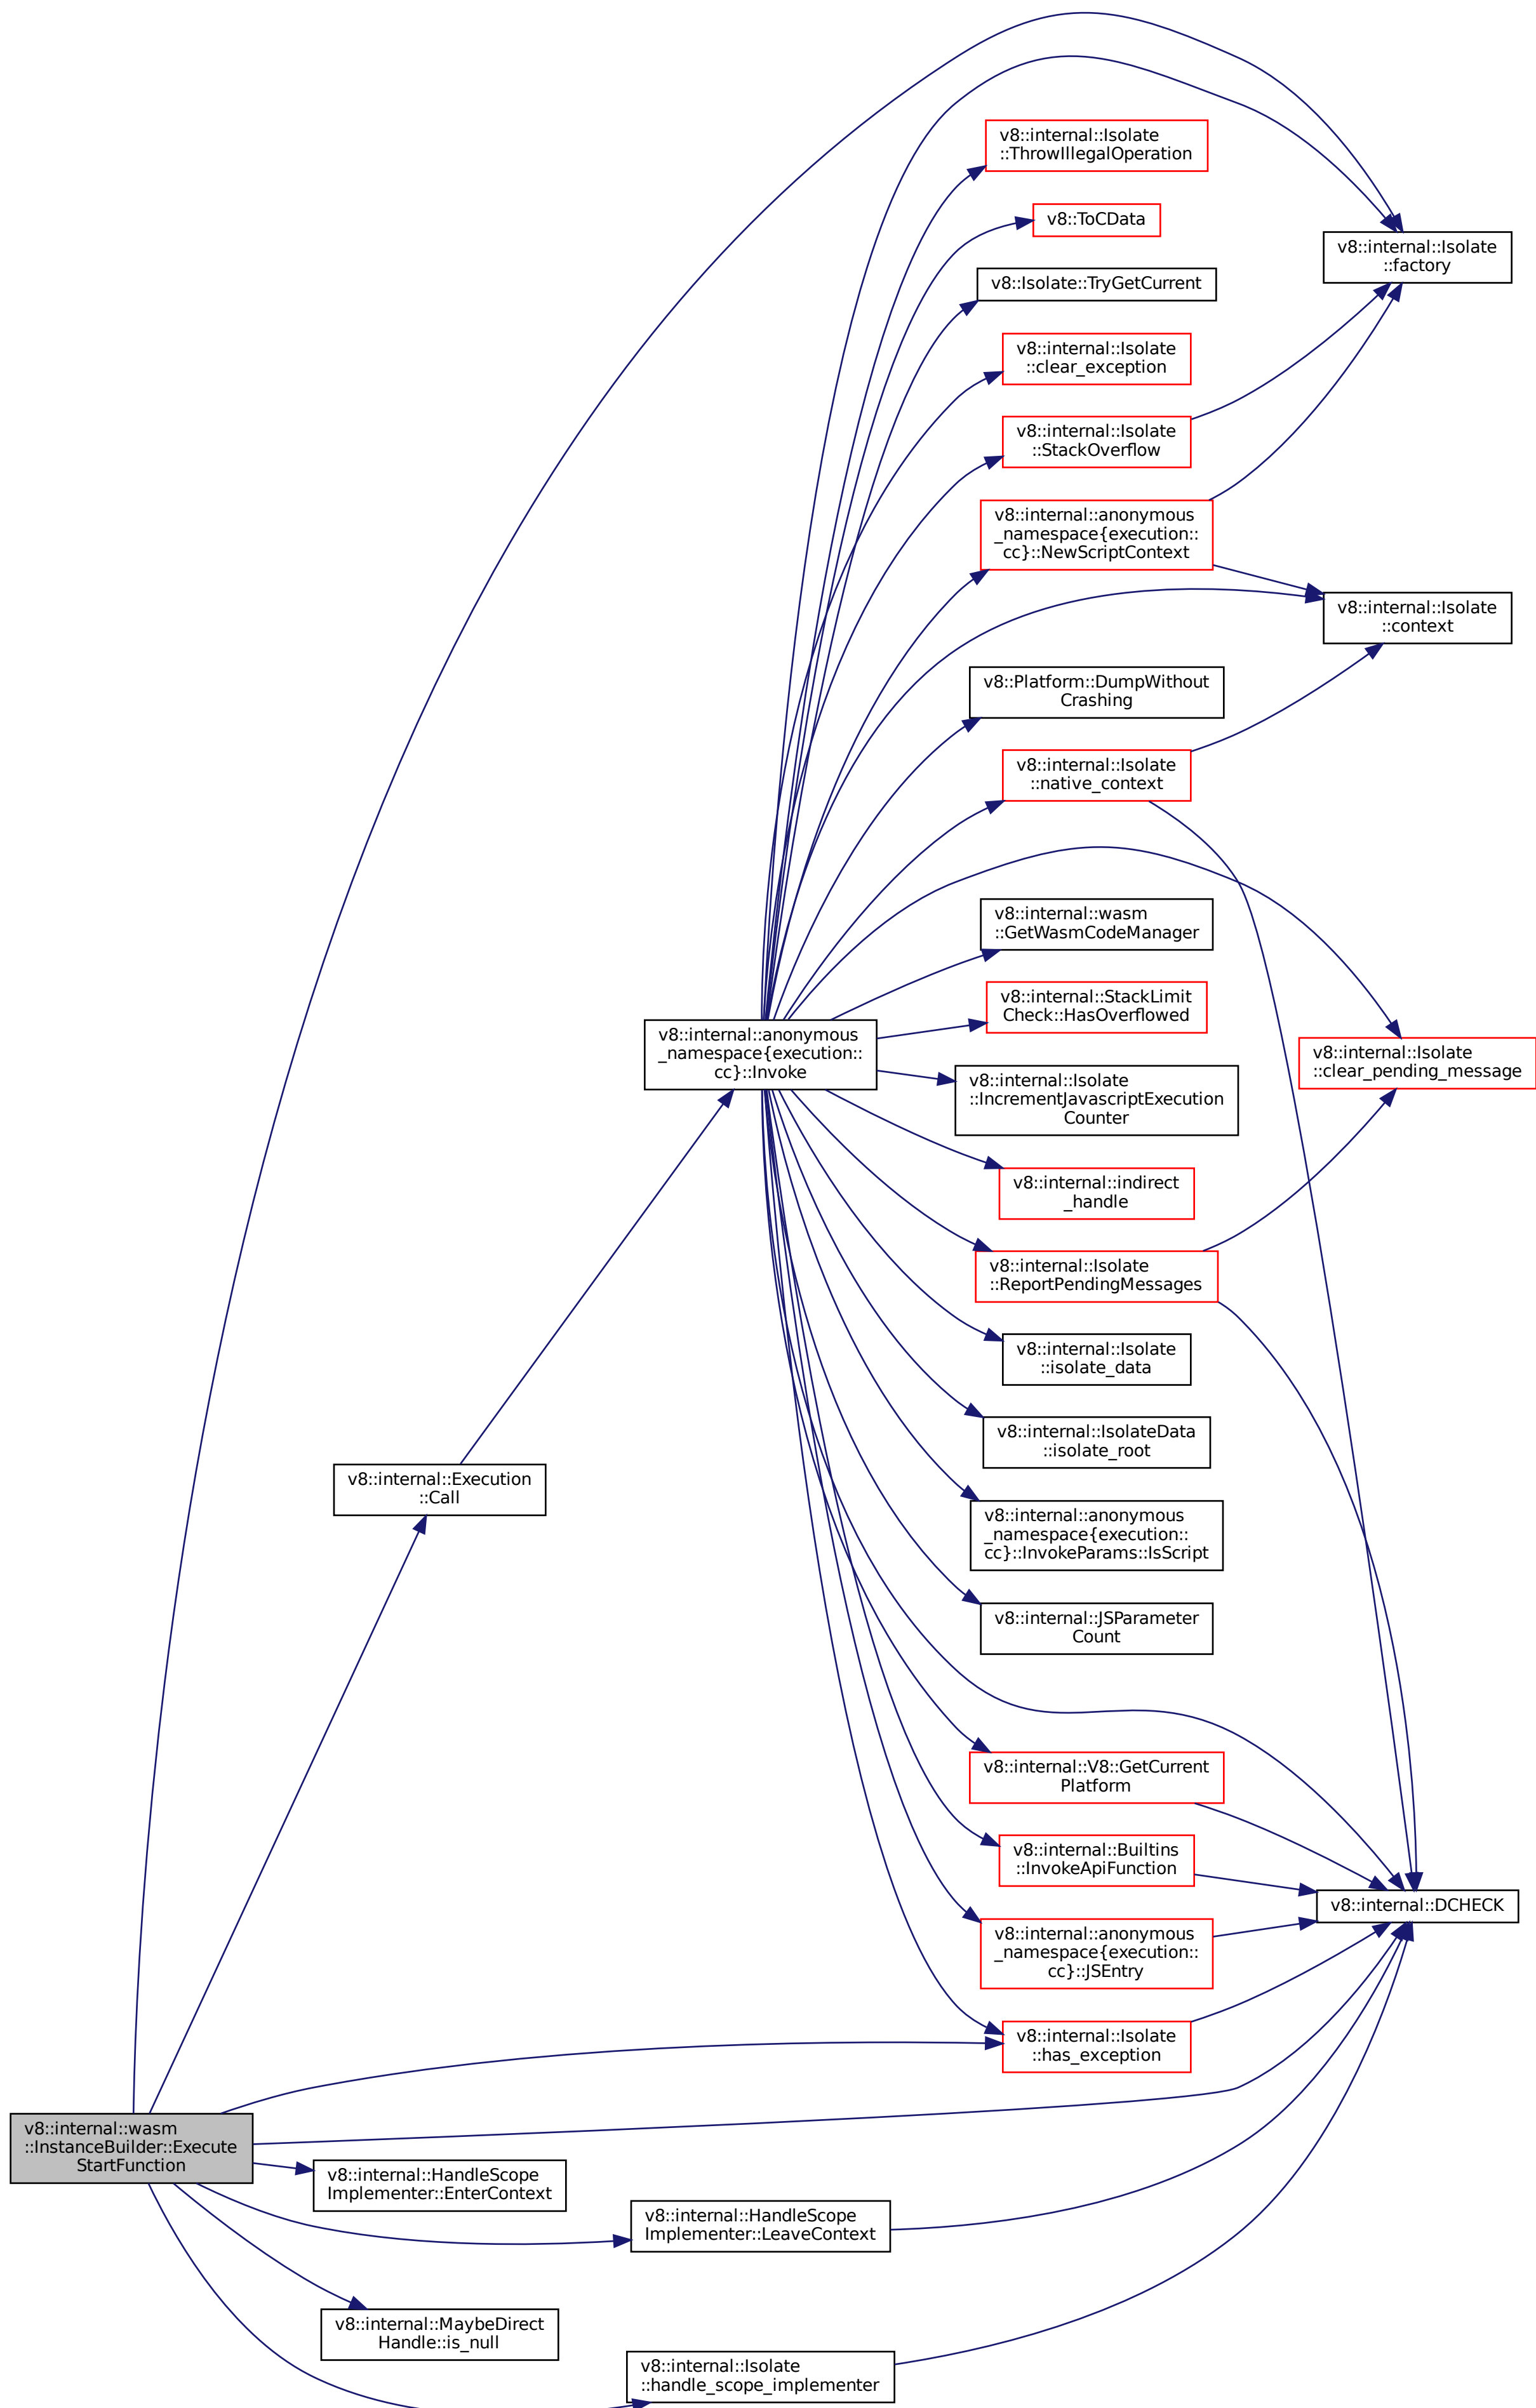 v8::internal::Isolate
::ThrowIllegalOperation
v8::ToCData
v8::internal::Isolate
::factory
v8::Isolate::TryGetCurrent
v8::internal::Isolate
::clear_exception
v8::internal::Isolate
::StackOverflow
v8::internal::anonymous
_namespace{execution::
cc}::NewScriptContext
v8::internal::Isolate
::context
v8::Platform::DumpWithout
Crashing
v8::internal::Isolate
::native_context
v8::internal::wasm
::GetWasmCodeManager
v8::internal::StackLimit
Check::HasOverflowed
v8::internal::anonymous
_namespace{execution::
cc}::Invoke
v8::internal::Isolate
::clear_pending_message
v8::internal::Isolate
::IncrementJavascriptExecution
Counter
v8::internal::indirect
_handle
v8::internal::Isolate
::ReportPendingMessages
v8::internal::Isolate
::isolate_data
v8::internal::IsolateData
::isolate_root
v8::internal::Execution
::Call
v8::internal::anonymous
_namespace{execution::
cc}::InvokeParams::IsScript
v8::internal::JSParameter
Count
v8::internal::V8::GetCurrent
Platform
v8::internal::Builtins
::InvokeApiFunction
v8::internal::DCHECK
v8::internal::anonymous
_namespace{execution::
cc}::JSEntry
v8::internal::Isolate
::has_exception
v8::internal::wasm
::InstanceBuilder::Execute
StartFunction
v8::internal::HandleScope
Implementer::EnterContext
v8::internal::HandleScope
Implementer::LeaveContext
v8::internal::MaybeDirect
Handle::is_null
v8::internal::Isolate
::handle_scope_implementer